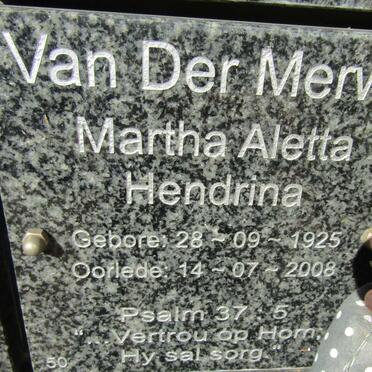 Van Der Merw
Martha Aletta
Hendrina
Gebore: 28 ~ 09 ~ 1925
Oorlede: 14 ~ 07 ~ 2008
Psalm 37 : 5
"...Vertrou op Hom;
Hy sal sorg."
50